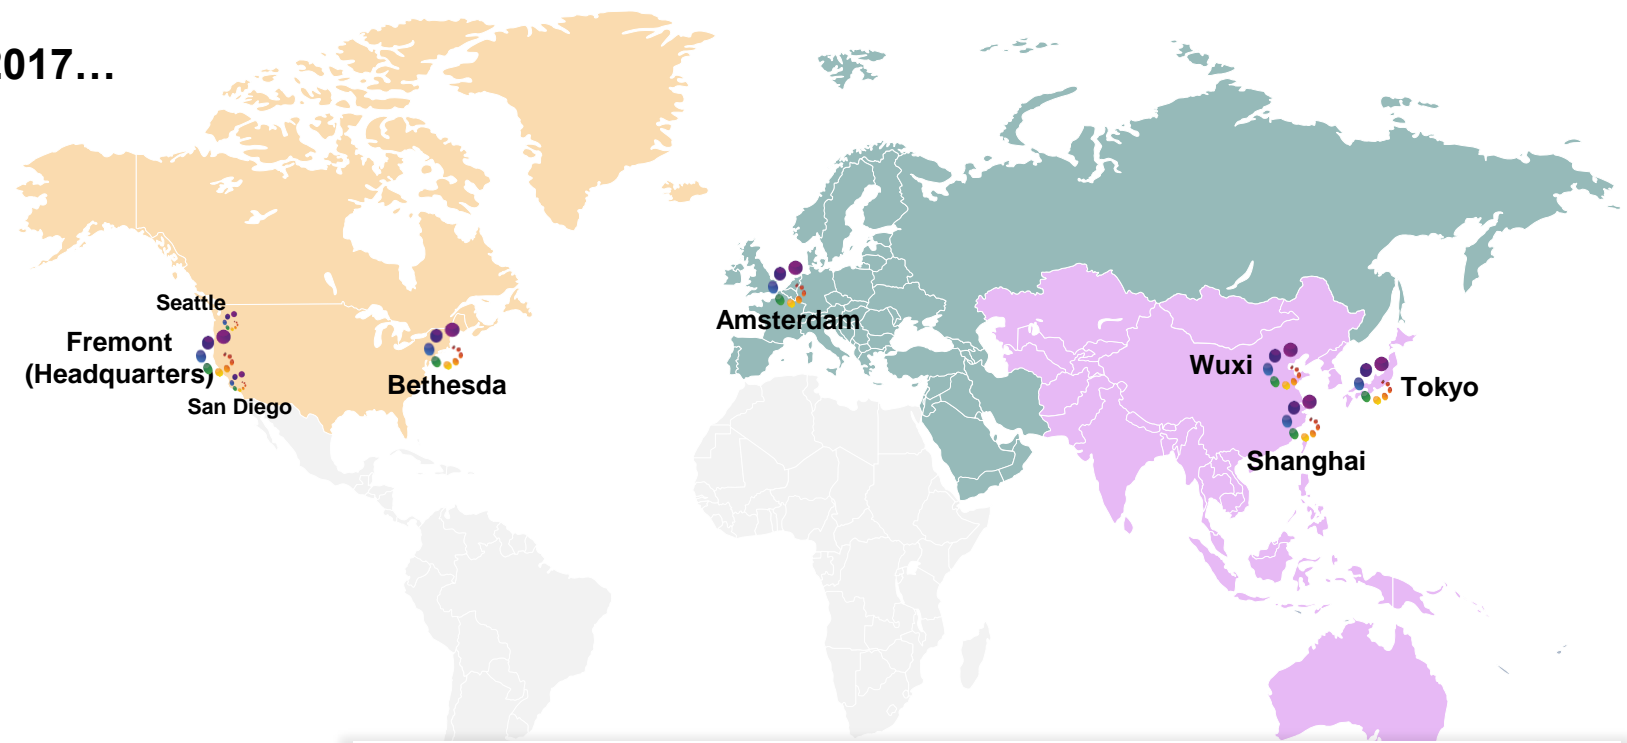 2017…
Seattle
Fremont
(Headquarters)
San Diego
Bethesda
Amsterdam
Wuxi
Tokyo
Shanghai